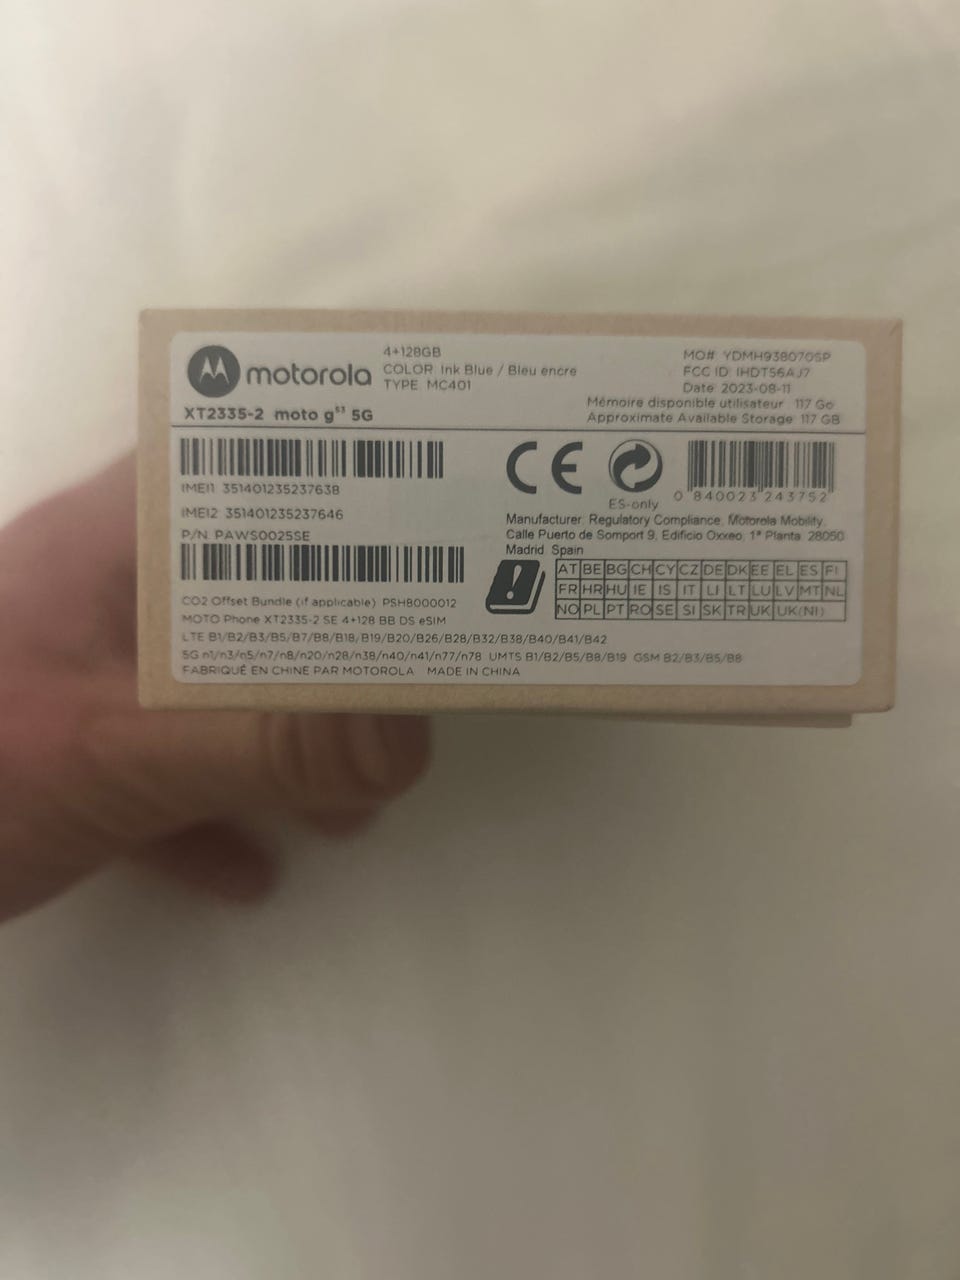 motorola
4+128GB
COLOR: Ink Blue / Bleu encre
TYPE: MC401
MO# YDMH938070SP
FCC ID: IHDT56AJ7
Date: 2023-08-11
Mémoire disponible utilisateur : 117 Go
Approximate Available Storage: 117 GB
XT2335-2 moto g⁵³ 5G
IMEI1 351401235237638
IMEI2 351401235237646
P/N PAWS0025SE
CO2 Offset Bundle (if applicable) PSH8000012
MOTO Phone XT2335-2 SE 4+128 BB DS eSIM
CE
ES-only
0 840023 243752
Manufacturer: Regulatory Compliance, Motorola Mobility,
Calle Puerto de Somport 9, Edificio Oxxeo, 1ª Planta, 28050
Madrid, Spain
AT BE BG CH CY CZ DE DK EE EL ES FI
FR HR HU IE IS IT LI LT LU LV MT NL
NO PL PT RO SE SI SK TR UK UK(NI)
LTE B1/B2/B3/B5/B7/B8/B18/B19/B20/B26/B28/B32/B38/B40/B41/B42
5G n1/n3/n5/n7/n8/n20/n28/n38/n40/n41/n77/n78 UMTS B1/B2/B5/B8/B19 GSM B2/B3/B5/B8
FABRIQUÉ EN CHINE PAR MOTOROLA MADE IN CHINA